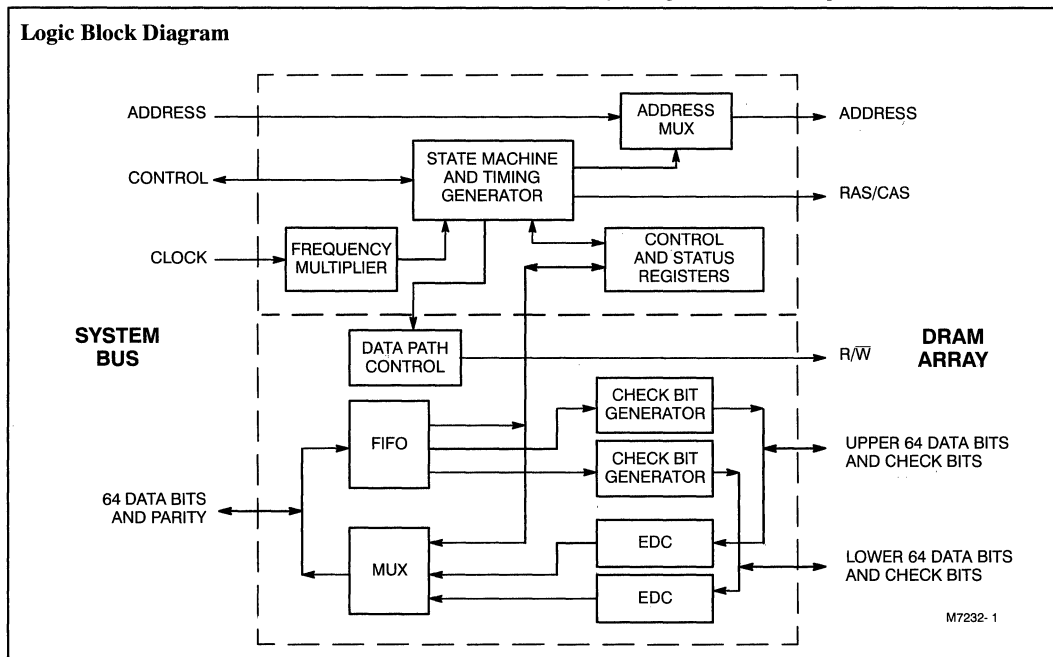 Logic Block Diagram
ADDRESS
ADDRESS
MUX
ADDRESS
STATE MACHINE
AND TIMING
GENERATOR
CONTROL
RAS/CAS
CLOCK
FREQUENCY
MULTIPLIER
CONTROL
AND STATUS
REGISTERS
SYSTEM
BUS
DATA PATH
CONTROL
R/W̅
DRAM
ARRAY
FIFO
CHECK BIT
GENERATOR
UPPER 64 DATA BITS
AND CHECK BITS
CHECK BIT
GENERATOR
64 DATA BITS
AND PARITY
MUX
EDC
EDC
LOWER 64 DATA BITS
AND CHECK BITS
M7232- 1